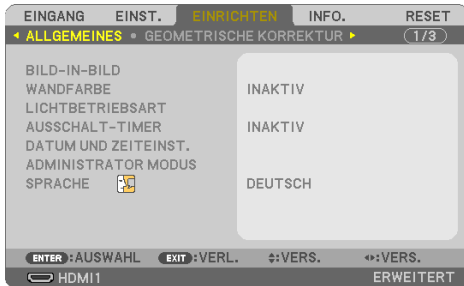 EINGANG EINST. EINRICHTEN INFO. RESET
ALLGEMEINES GEOMETRISCHE KORREKTUR 1/3
BILD-IN-BILD
WANDFARBE INAKTIV
LICHTBETRIEBSART
AUSSCHALT-TIMER INAKTIV
DATUM UND ZEITEINST.
ADMINISTRATOR MODUS
SPRACHE DEUTSCH
ENTER :AUSWAHL EXIT :VERL. :VERS. :VERS.
HDMI1 ERWEITERT